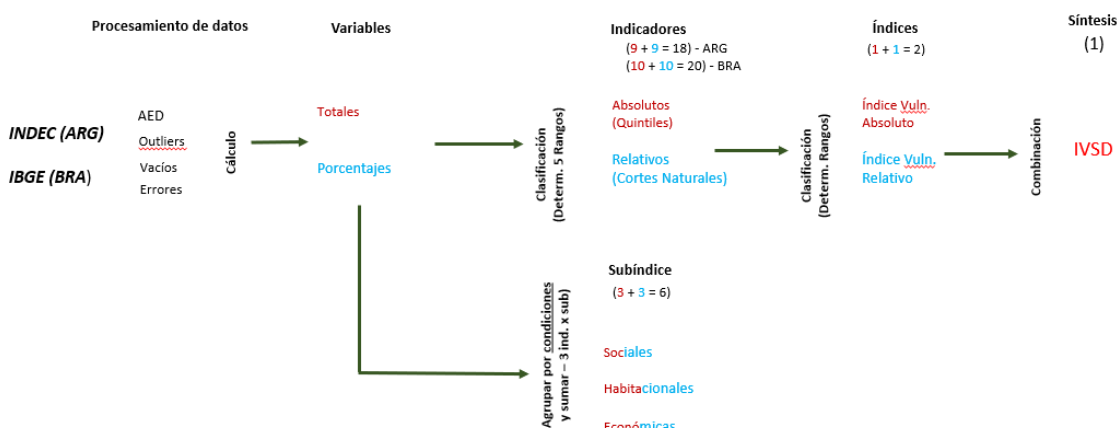 Procesamiento de datos
Variables
Indicadores
(9 + 9 = 18) - ARG
(10 + 10 = 20) - BRA
Índices
(1 + 1 = 2)
Síntesis
(1)
INDEC (ARG)
IBGE (BRA)
AED
Outliers
Vacíos
Errores
Cálculo
Totales
Porcentajes
Clasificación
(Determ. 5 Rangos)
Absolutos
(Quintiles)
Relativos
(Cortes Naturales)
Clasificación
(Determ. Rangos)
Índice Vuln.
Absoluto
Índice Vuln.
Relativo
Combinación
IVSD
Agrupar por condiciones
y sumar – 3 ind. x sub)
Subíndice
(3 + 3 = 6)
Sociales
Habitacionales
Económicas